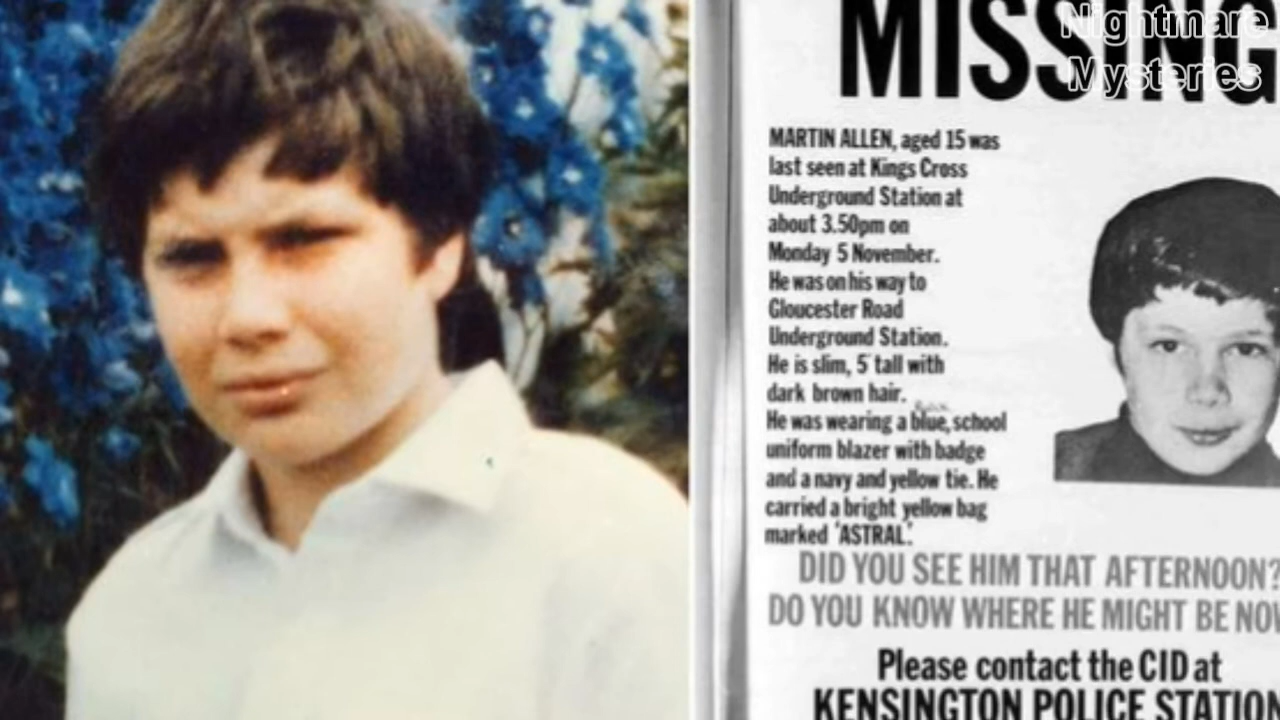 MISSING
Nightmare
Mysteries
MARTIN ALLEN, aged 15 was
last seen at Kings Cross
Underground Station at
about 3.50pm on
Monday 5 November.
He was on his way to
Gloucester Road
Underground Station.
He is slim, 5' tall with
dark brown hair.
He was wearing a blue, school
uniform blazer with badge
and a navy and yellow tie. He
carried a bright yellow bag
marked 'ASTRAL'.
DID YOU SEE HIM THAT AFTERNOON?
DO YOU KNOW WHERE HE MIGHT BE NO
Please contact the CID at
KENSINGTON POLICE STATION